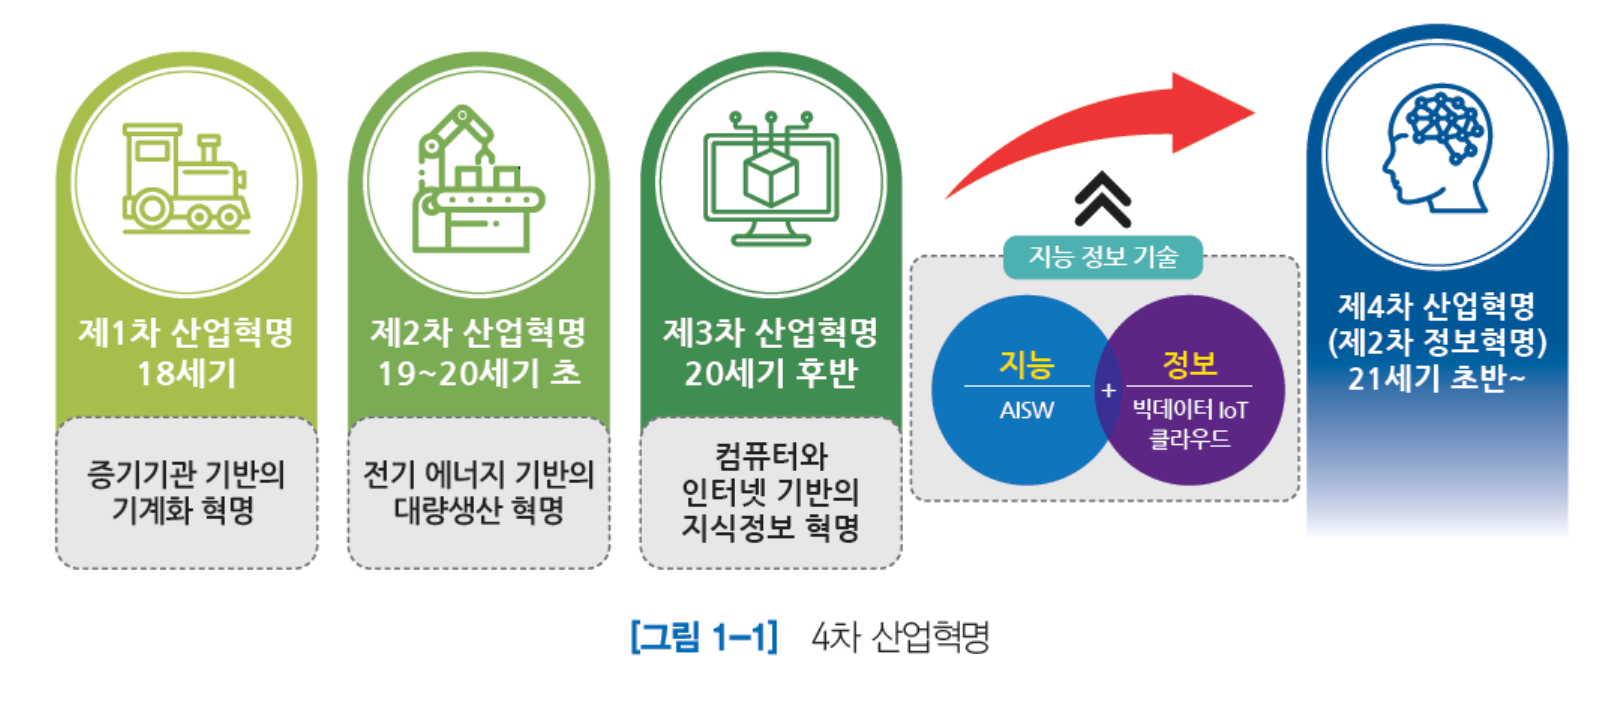 제1차 산업혁명
18세기
증기기관 기반의
기계화 혁명
제2차 산업혁명
19~20세기 초
전기 에너지 기반의
대량생산 혁명
제3차 산업혁명
20세기 후반
컴퓨터와
인터넷 기반의
지식정보 혁명
지능 정보 기술
지능
AISW
+
정보
빅데이터 IoT
클라우드
제4차 산업혁명
(제2차 정보혁명)
21세기 초반~
[그림 1-1] 4차 산업혁명